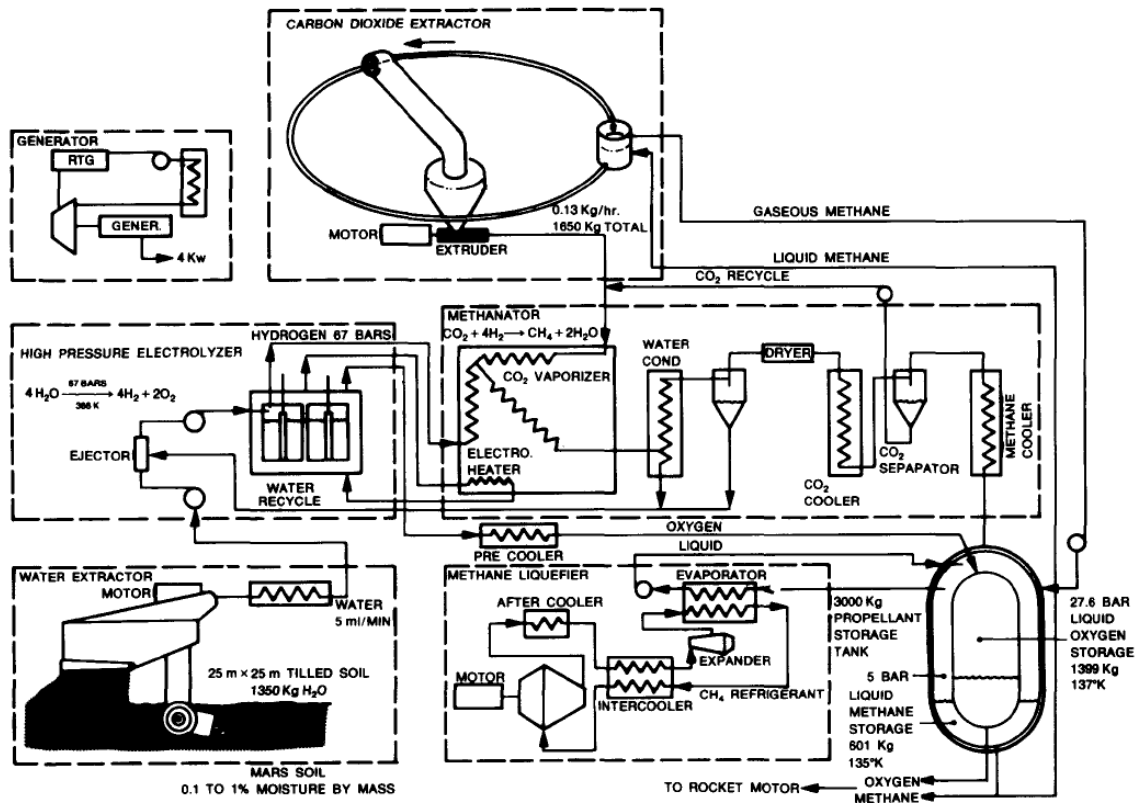 CARBON DIOXIDE EXTRACTOR
GENERATOR
RTG
GENER.
4 Kw
0.13 Kg/hr.
1650 Kg TOTAL
MOTOR
EXTRUDER
GASEOUS METHANE
LIQUID METHANE
CO2 RECYCLE
HIGH PRESSURE ELECTROLYZER
HYDROGEN 67 BARS
4 H2O 67 BARS 366 K → 4H2 + 2O2
EJECTOR
WATER
RECYCLE
METHANATOR
CO2 + 4H2 → CH4 + 2H2O
CO2 VAPORIZER
ELECTRO.
HEATER
WATER
COND
DRYER
CO2
COOLER
CO2
SEPAPATOR
METHANE
COOLER
OXYGEN
PRE COOLER
LIQUID
WATER EXTRACTOR
MOTOR
WATER
5 ml/MIN
25 m × 25 m TILLED SOIL
1350 Kg H2O
MARS SOIL
0.1 TO 1% MOISTURE BY MASS
METHANE LIQUEFIER
EVAPORATOR
AFTER COOLER
EXPANDER
MOTOR
INTERCOOLER
CH4 REFRIGERANT
3000 Kg
PROPELLANT
STORAGE
TANK
5 BAR
LIQUID
METHANE
STORAGE
601 Kg
135°K
27.6 BAR
LIQUID
OXYGEN
STORAGE
1399 Kg
137°K
TO ROCKET MOTOR
OXYGEN
METHANE